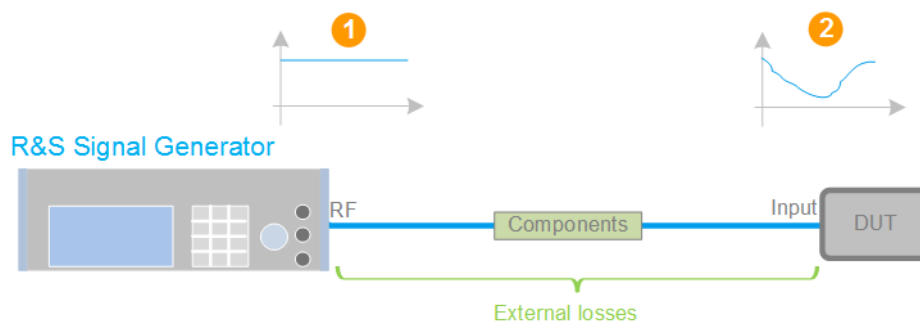 1
2
R&S Signal Generator
RF
Components
Input
DUT
External losses